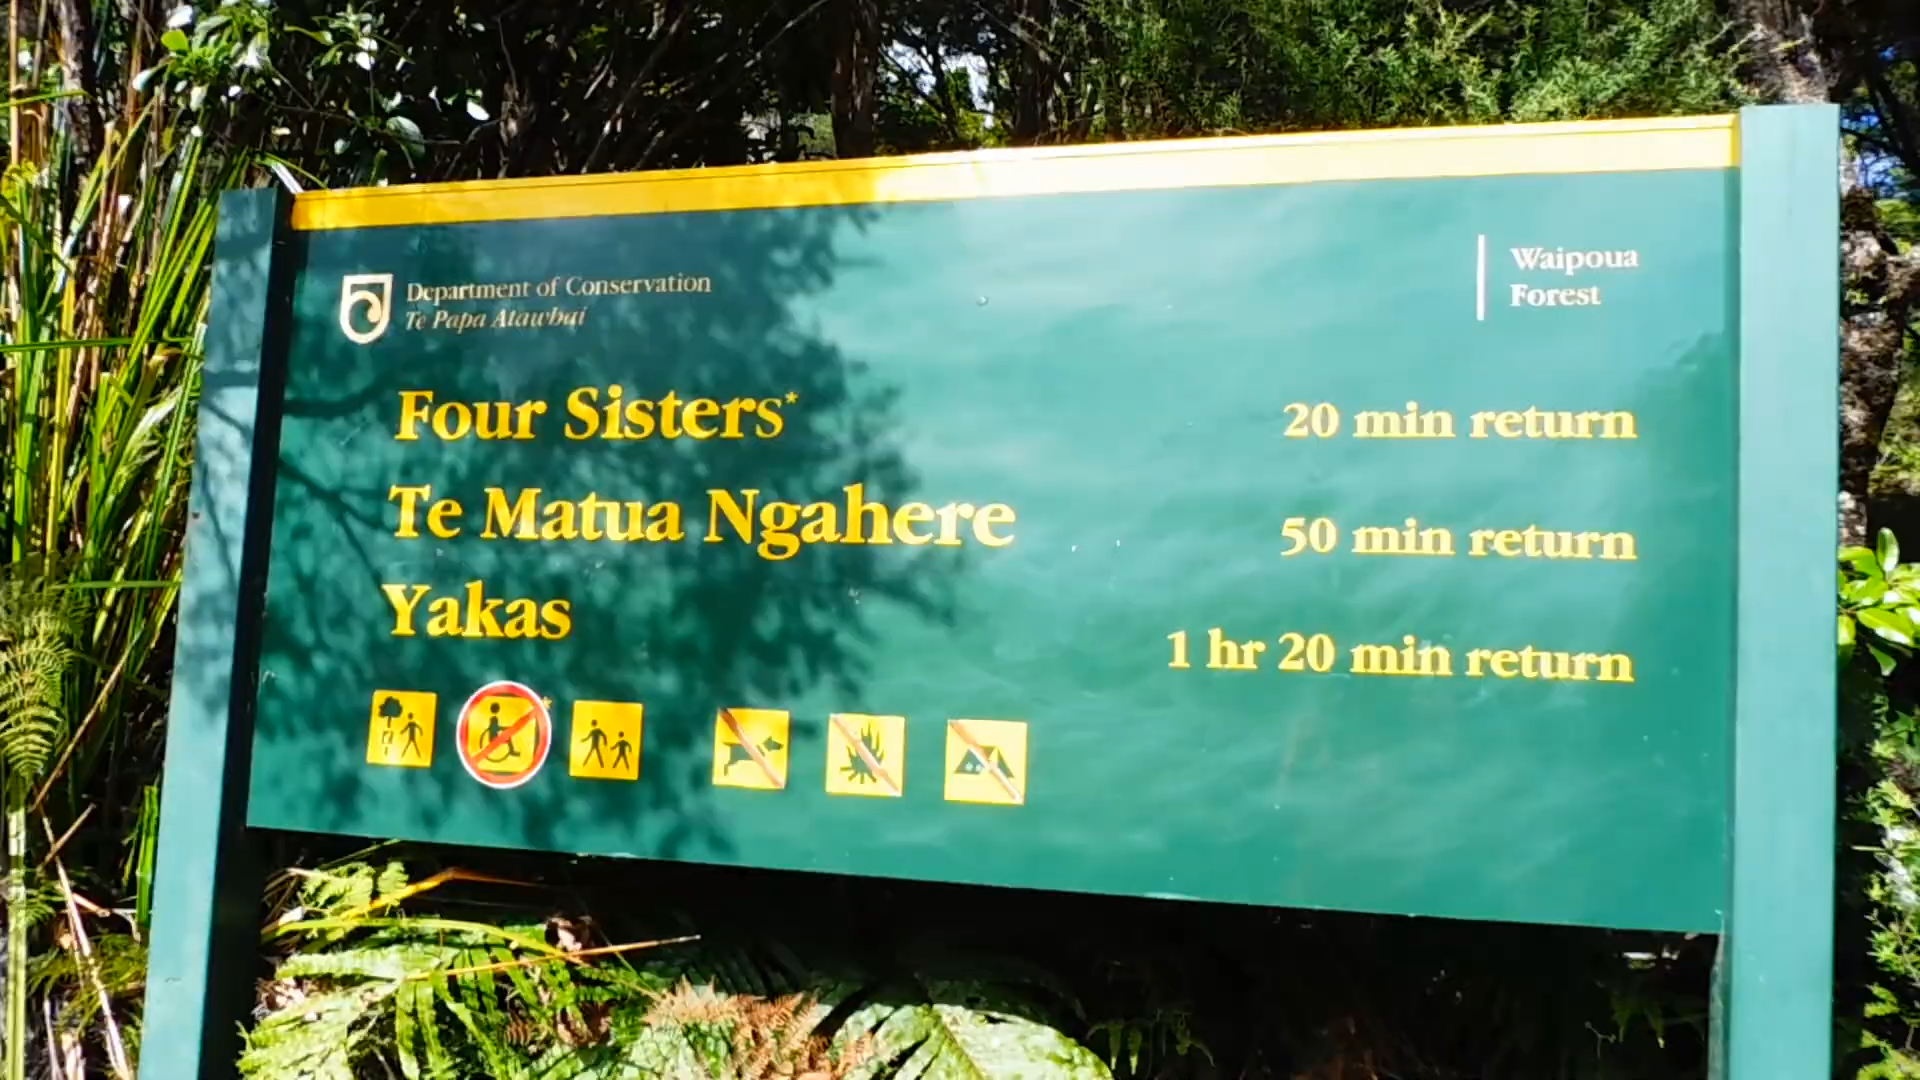 Department of Conservation
Te Papa Atawhai
Waipoua
Forest
Four Sisters* 20 min return
Te Matua Ngahere 50 min return
Yakas 1 hr 20 min return
*